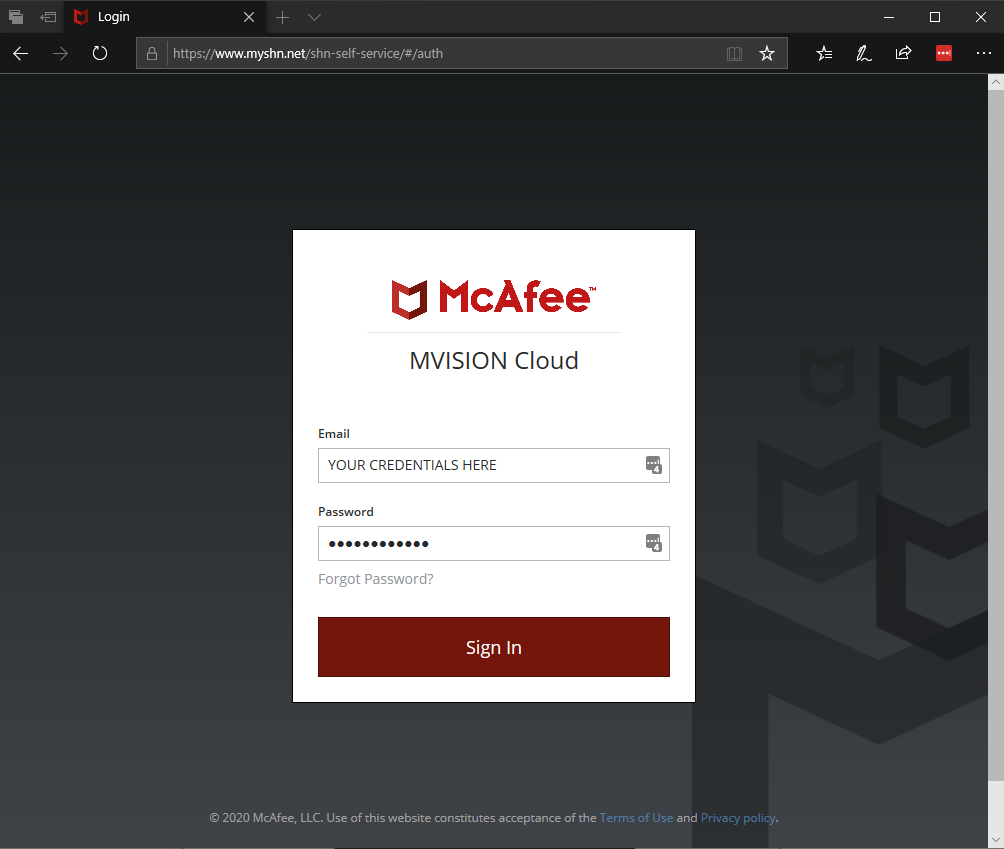 Login
https://www.myshn.net/shn-self-service/#/auth
McAfee™
MVISION Cloud
Email
YOUR CREDENTIALS HERE
4
Password
••••••••••••
4
Forgot Password?
Sign In
© 2020 McAfee, LLC. Use of this website constitutes acceptance of the Terms of Use and Privacy policy.